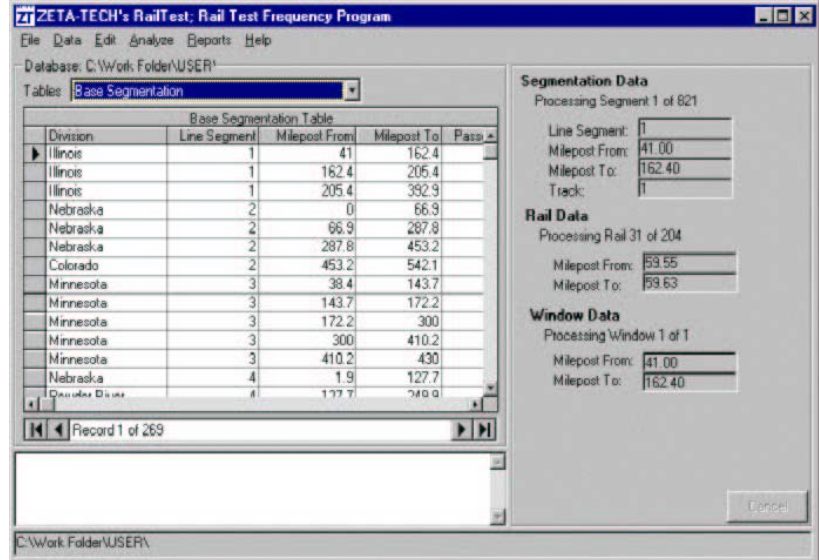 ZT ZETA-TECH's RailTest; Rail Test Frequency Program
File Data Edit Analyze Reports Help
Database: C:\Work Folder\USER\
Tables Base Segmentation
Base Segmentation Table
Division Line Segment Milepost From Milepost To
Illinois 1 41 162.4
Illinois 1 162.4 205.4
Illinois 1 205.4 392.9
Nebraska 2 0 66.9
Nebraska 2 66.9 287.8
Nebraska 2 287.8 453.2
Colorado 2 453.2 542.1
Minnesota 3 38.4 143.7
Minnesota 3 143.7 172.2
Minnesota 3 172.2 300
Minnesota 3 300 410.2
Minnesota 3 410.2 430
Nebraska 4 1.9 127.7
Powder River 4 127.7 249.9
Record 1 of 269
C:\Work Folder\USER\
Segmentation Data
Processing Segment 1 of 821
Line Segment: 1
Milepost From: 41.00
Milepost To: 162.40
Track: 1
Rail Data
Processing Rail 31 of 204
Milepost From: 59.55
Milepost To: 59.63
Window Data
Processing Window 1 of 1
Milepost From: 41.00
Milepost To: 162.40
Cancel